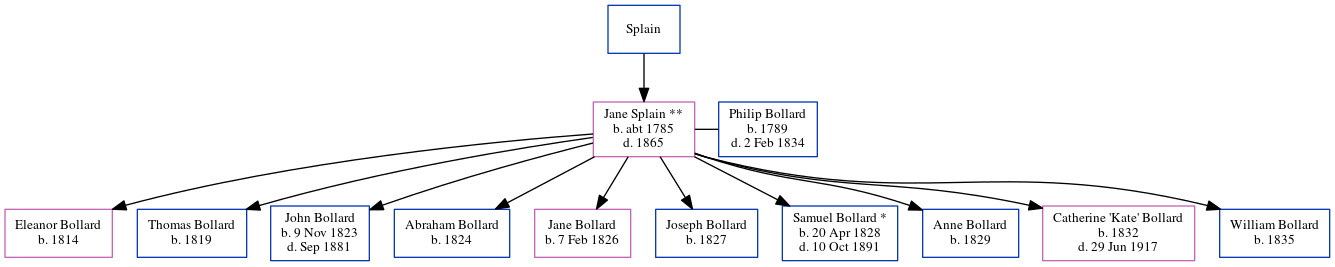 Splain
Jane Splain **
b. abt 1785
d. 1865
Philip Bollard
b. 1789
d. 2 Feb 1834
Eleanor Bollard
b. 1814
Thomas Bollard
b. 1819
John Bollard
b. 9 Nov 1823
d. Sep 1881
Abraham Bollard
b. 1824
Jane Bollard
b. 7 Feb 1826
Joseph Bollard
b. 1827
Samuel Bollard *
b. 20 Apr 1828
d. 10 Oct 1891
Anne Bollard
b. 1829
Catherine 'Kate' Bollard
b. 1832
d. 29 Jun 1917
William Bollard
b. 1835